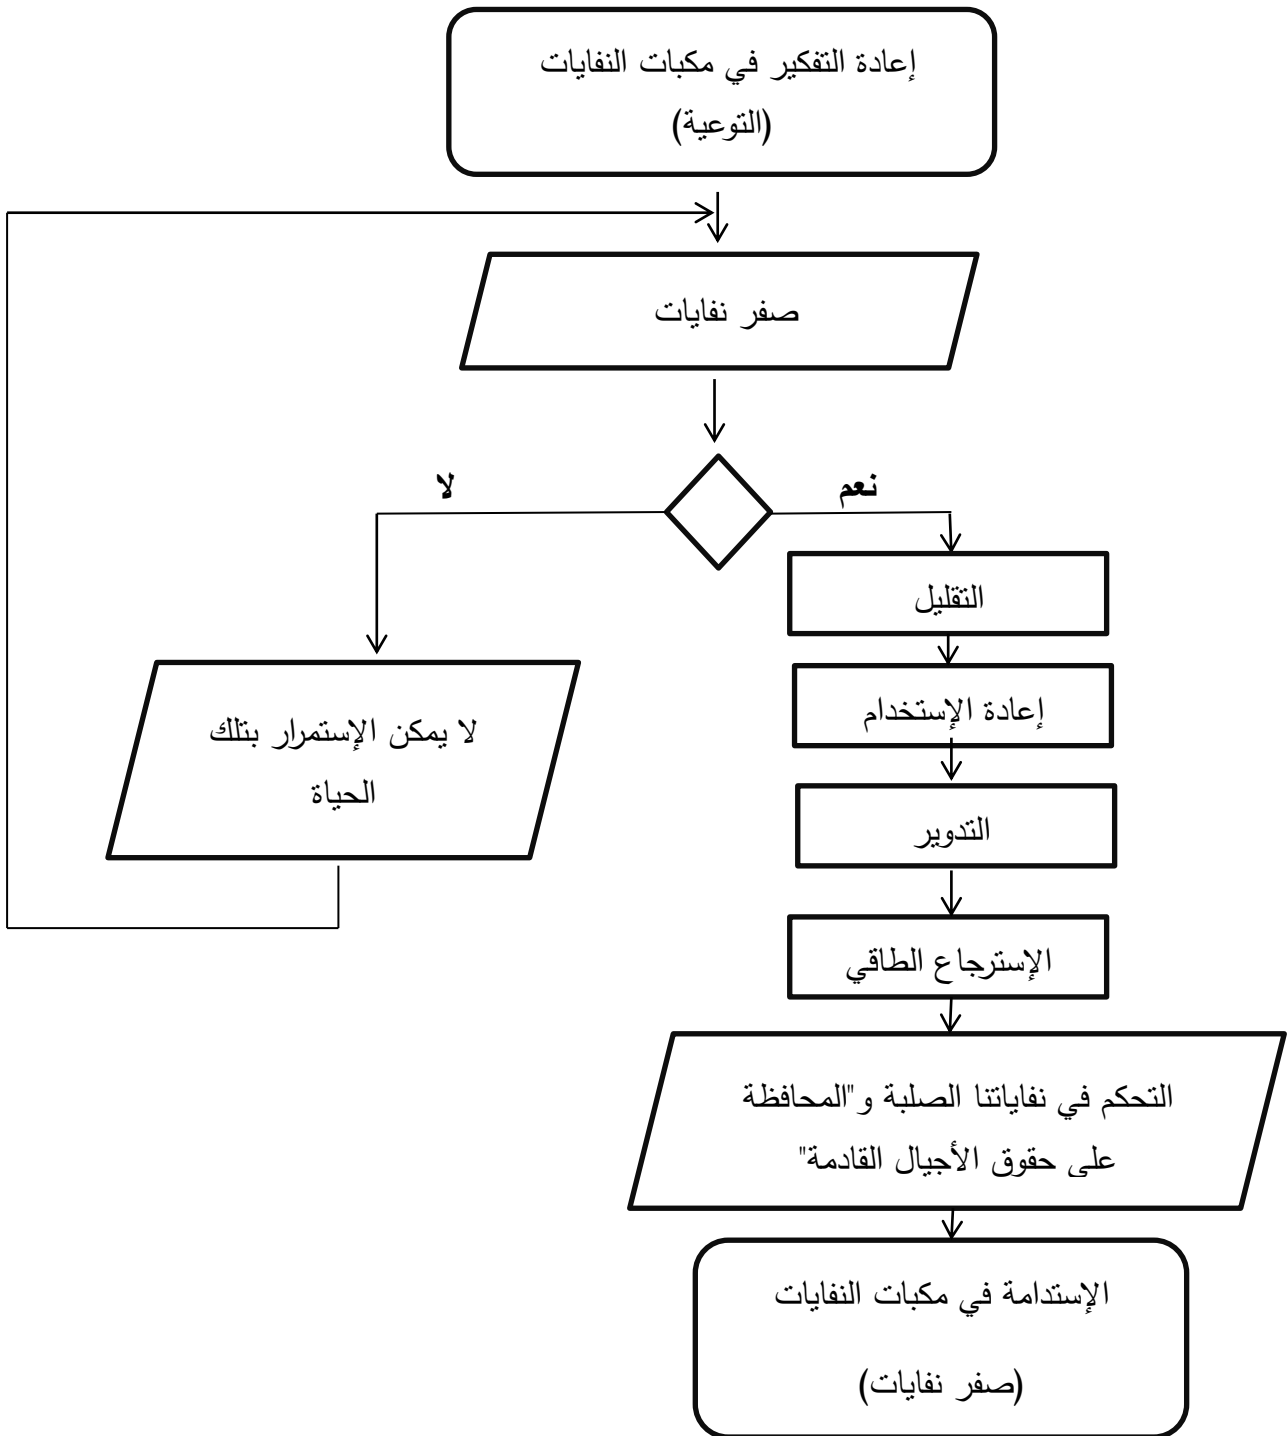 إعادة التفكير في مكبات النفايات
(التوعية)
صفر نفايات
نعم
لا
التقليل
إعادة الإستخدام
لا يمكن الإستمرار بتلك
الحياة
التدوير
الإسترجاع الطاقي
التحكم في نفاياتنا الصلبة و"المحافظة
على حقوق الأجيال القادمة"
الإستدامة في مكبات النفايات
(صفر نفايات)